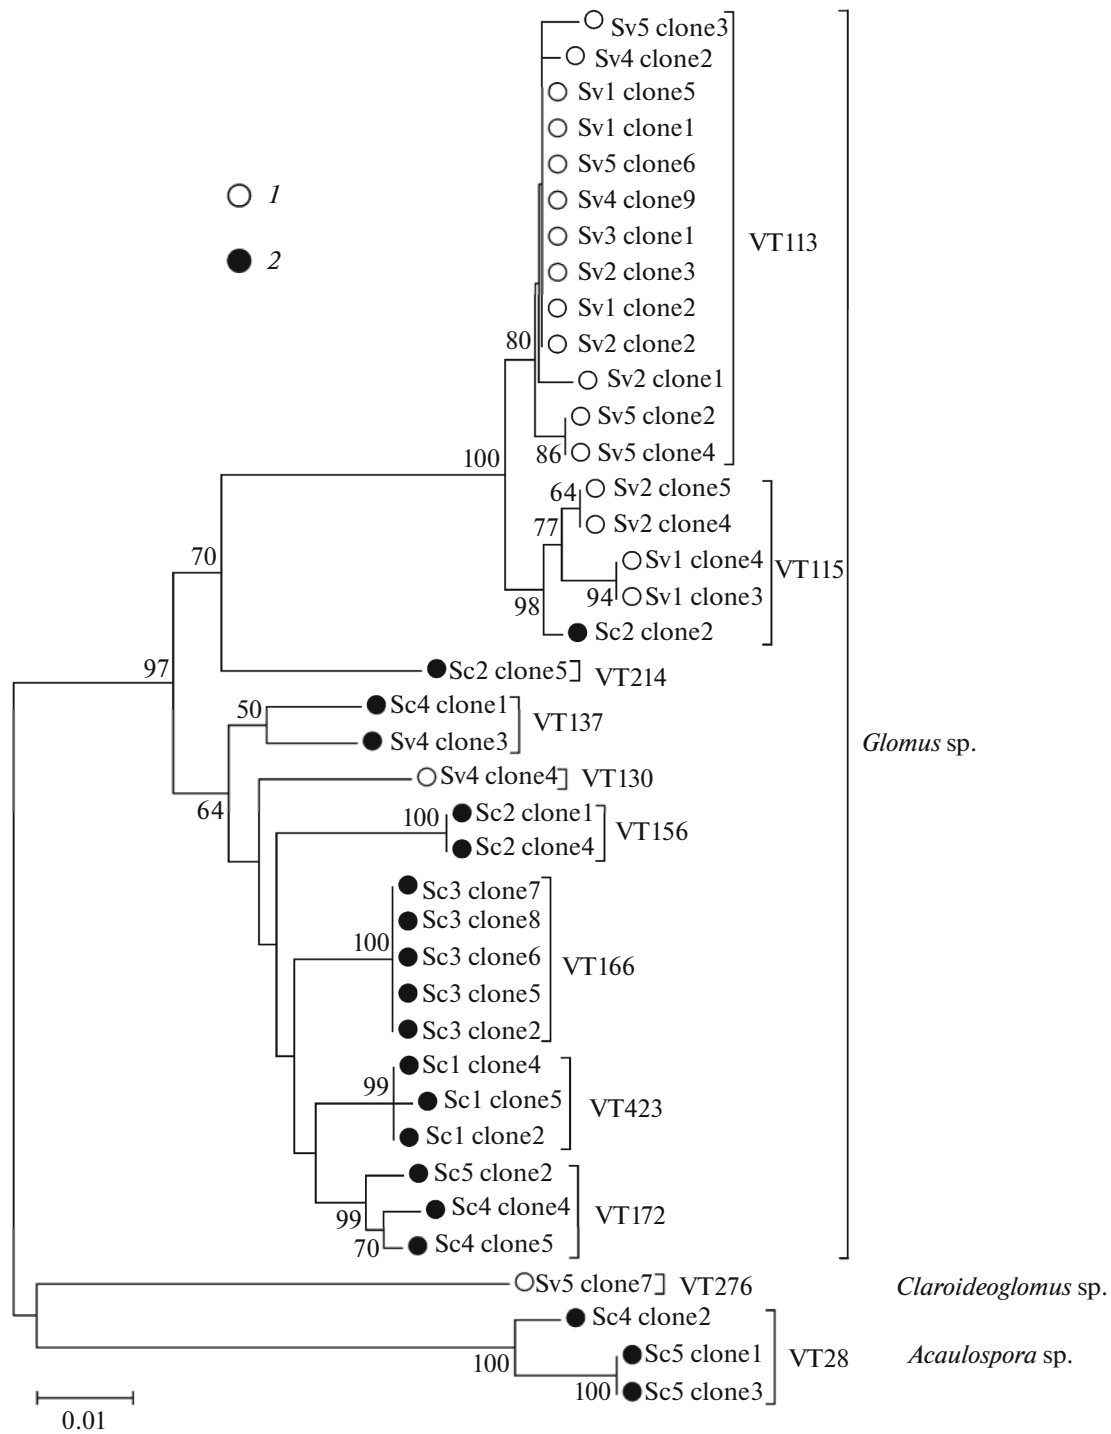 Sv5 clone3
Sv4 clone2
Sv1 clone5
Sv1 clone1
Sv5 clone6
1
Sv4 clone9
Sv3 clone1
VT113
2
Sv2 clone3
Sv1 clone2
80
Sv2 clone2
Sv2 clone1
Sv5 clone2
86
Sv5 clone4
100
64
Sv2 clone5
Sv2 clone4
77
70
Sv1 clone4
VT115
94
Sv1 clone3
98
Sc2 clone2
97
Sc2 clone5
VT214
50
Sc4 clone1
VT137
Sv4 clone3
Glomus sp.
Sv4 clone4
VT130
64
100
Sc2 clone1
VT156
Sc2 clone4
Sc3 clone7
Sc3 clone8
100
Sc3 clone6
VT166
Sc3 clone5
Sc3 clone2
Sc1 clone4
99
Sc1 clone5
VT423
Sc1 clone2
Sc5 clone2
Sc4 clone4
VT172
99
70
Sc4 clone5
Sv5 clone7
VT276
Claroideoglomus sp.
Sc4 clone2
100
Sc5 clone1
VT28
Acaulospora sp.
100
Sc5 clone3
0.01